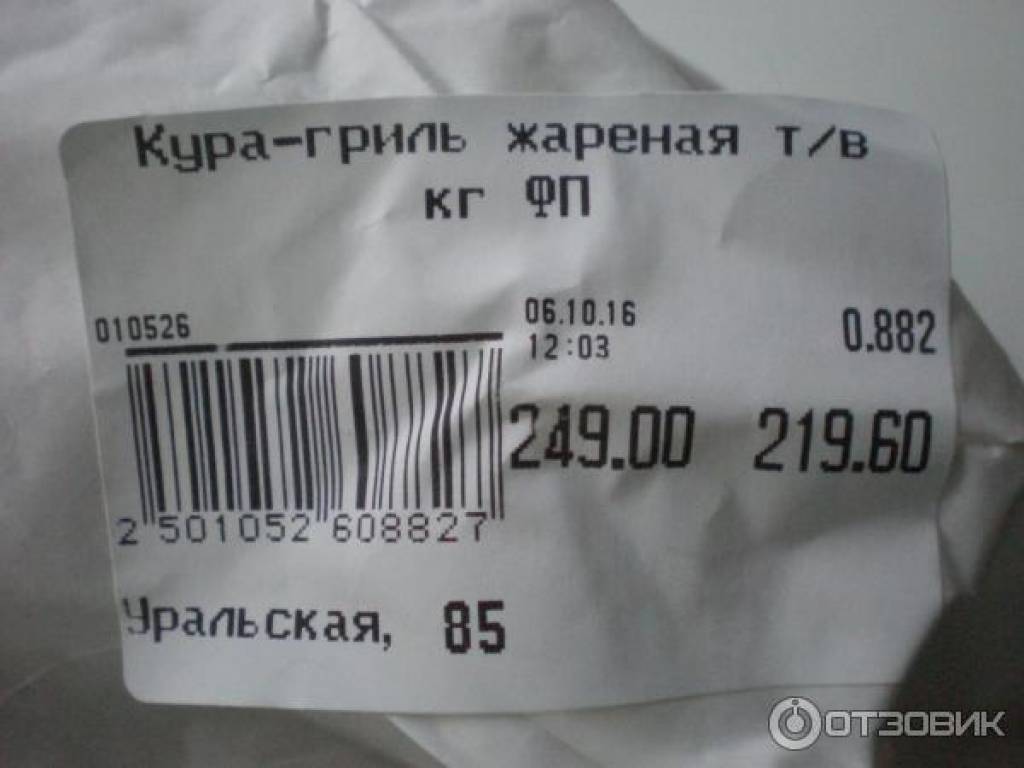 Кура-гриль жареная т/в
кг ФП
010526
06.10.16
12:03
0.882
249.00 219.60
2 501052 608827
Уральская, 85
ОТЗОВИК